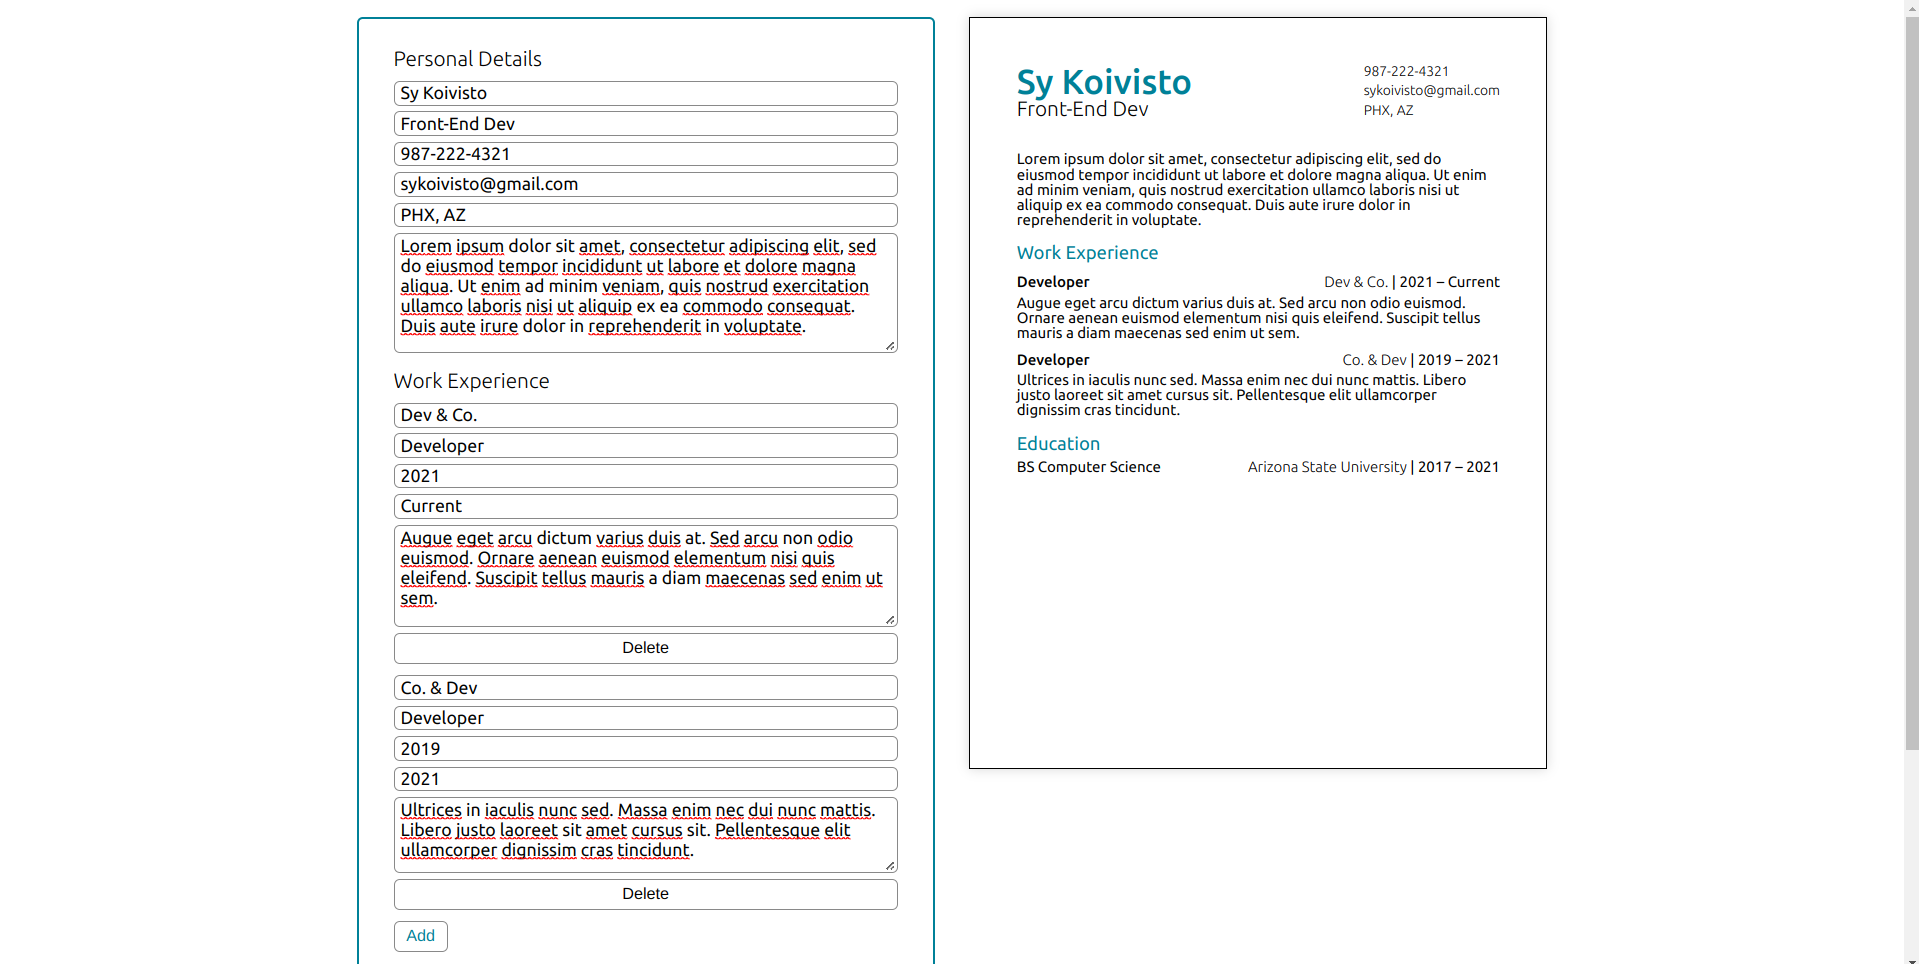 Personal Details
Sy Koivisto
Front-End Dev
987-222-4321
sykoivisto@gmail.com
PHX, AZ
Lorem ipsum dolor sit amet, consectetur adipiscing elit, sed
do eiusmod tempor incididunt ut labore et dolore magna
aliqua. Ut enim ad minim veniam, quis nostrud exercitation
ullamco laboris nisi ut aliquip ex ea commodo consequat.
Duis aute irure dolor in reprehenderit in voluptate.
Work Experience
Dev & Co.
Developer
2021
Current
Augue eget arcu dictum varius duis at. Sed arcu non odio
euismod. Ornare aenean euismod elementum nisi quis
eleifend. Suscipit tellus mauris a diam maecenas sed enim ut
sem.
Delete
Co. & Dev
Developer
2019
2021
Ultrices in iaculis nunc sed. Massa enim nec dui nunc mattis.
Libero justo laoreet sit amet cursus sit. Pellentesque elit
ullamcorper dignissim cras tincidunt.
Delete
Add
Sy Koivisto
Front-End Dev
987-222-4321
sykoivisto@gmail.com
PHX, AZ
Lorem ipsum dolor sit amet, consectetur adipiscing elit, sed do
eiusmod tempor incididunt ut labore et dolore magna aliqua. Ut enim
ad minim veniam, quis nostrud exercitation ullamco laboris nisi ut
aliquip ex ea commodo consequat. Duis aute irure dolor in
reprehenderit in voluptate.
Work Experience
Developer Dev & Co. | 2021 – Current
Augue eget arcu dictum varius duis at. Sed arcu non odio euismod.
Ornare aenean euismod elementum nisi quis eleifend. Suscipit tellus
mauris a diam maecenas sed enim ut sem.
Developer Co. & Dev | 2019 – 2021
Ultrices in iaculis nunc sed. Massa enim nec dui nunc mattis. Libero
justo laoreet sit amet cursus sit. Pellentesque elit ullamcorper
dignissim cras tincidunt.
Education
BS Computer Science Arizona State University | 2017 – 2021